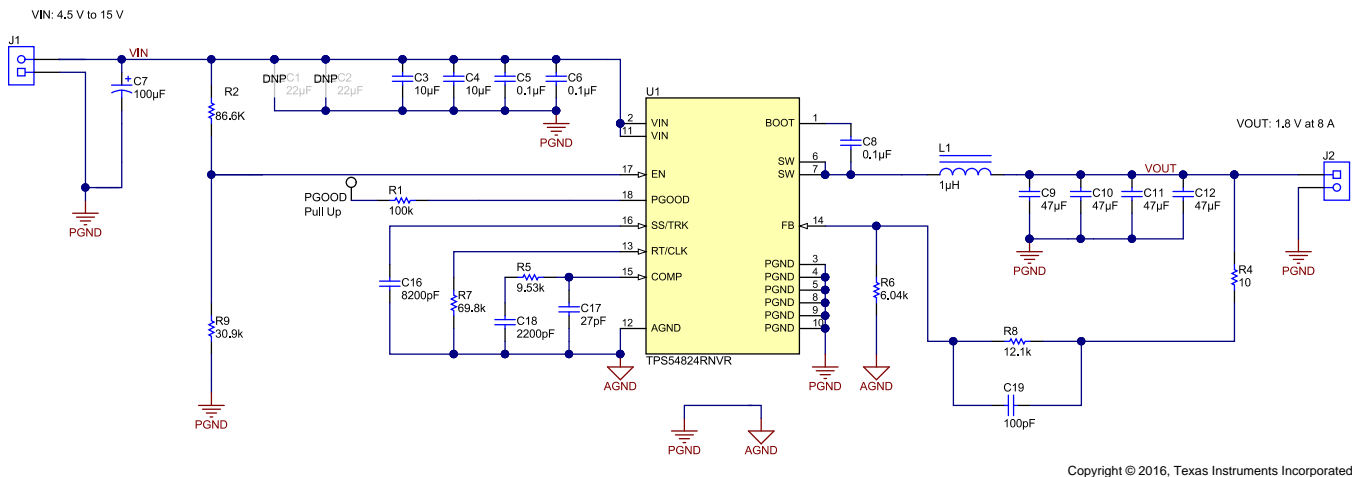 VIN: 4.5 V to 15 V
J1
VIN
C7
100µF
PGND
R2
86.6K
R9
30.9k
PGND
DNP C1
22µF
DNP C2
22µF
C3
10µF
C4
10µF
C5
0.1µF
C6
0.1µF
PGND
PGOOD
Pull Up
R1
100k
C16
8200pF
R7
69.8k
R5
9.53k
C18
2200pF
C17
27pF
AGND
U1
2 VIN
11 VIN
17 EN
18 PGOOD
16 SS/TRK
13 RT/CLK
15 COMP
12 AGND
BOOT 1
SW 6
SW 7
FB 14
PGND 3
PGND 4
PGND 5
PGND 8
PGND 9
PGND 10
TPS54824RNVR
C8
0.1µF
L1
1µH
VOUT
VOUT: 1.8 V at 8 A
J2
C9
47µF
C10
47µF
C11
47µF
C12
47µF
PGND
PGND
R4
10
R6
6.04k
R8
12.1k
C19
100pF
PGND
AGND
PGND
AGND
Copyright © 2016, Texas Instruments Incorporated